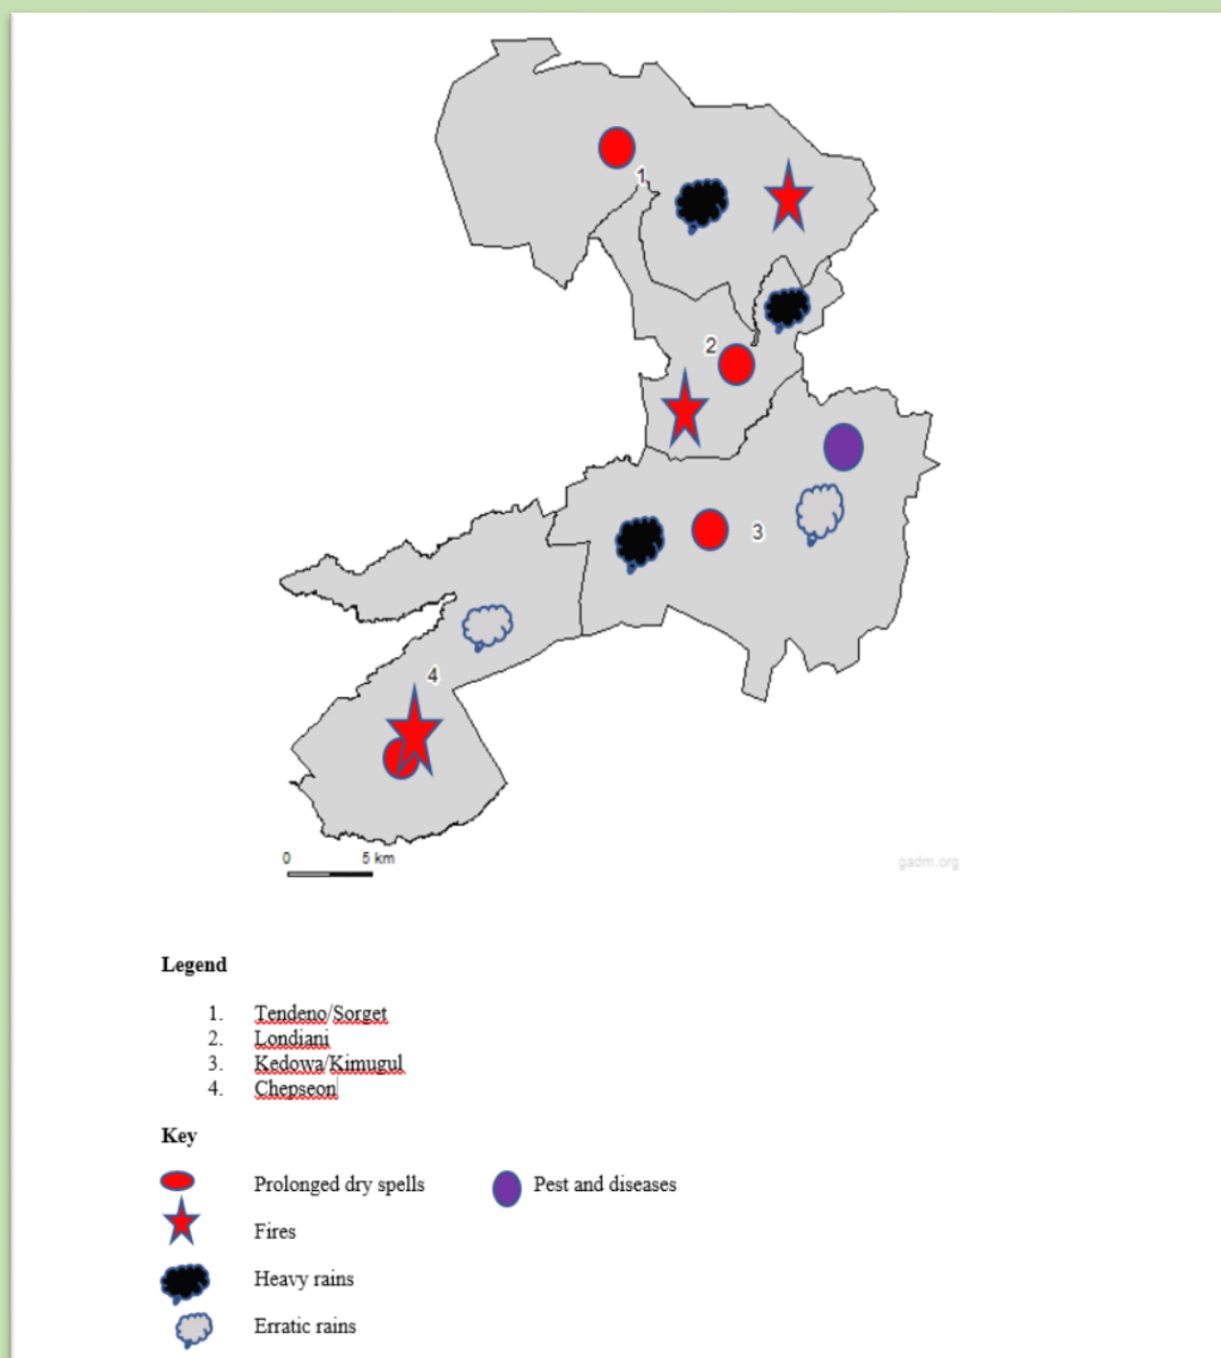 1
2
3
4
0 5 km
gadm.org
Legend
1. Tendeno/Sorget
2. Londiani
3. Kedowa/Kimugul
4. Chepseon
Key
Prolonged dry spells Pest and diseases
Fires
Heavy rains
Erratic rains